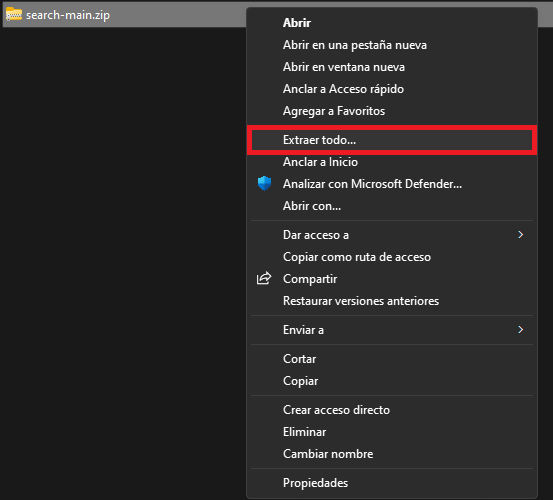 search-main.zip
Abrir
Abrir en una pestaña nueva
Abrir en ventana nueva
Anclar a Acceso rápido
Agregar a Favoritos
Extraer todo...
Anclar a Inicio
Analizar con Microsoft Defender...
Abrir con...
Dar acceso a
Copiar como ruta de acceso
Compartir
Restaurar versiones anteriores
Enviar a
Cortar
Copiar
Crear acceso directo
Eliminar
Cambiar nombre
Propiedades